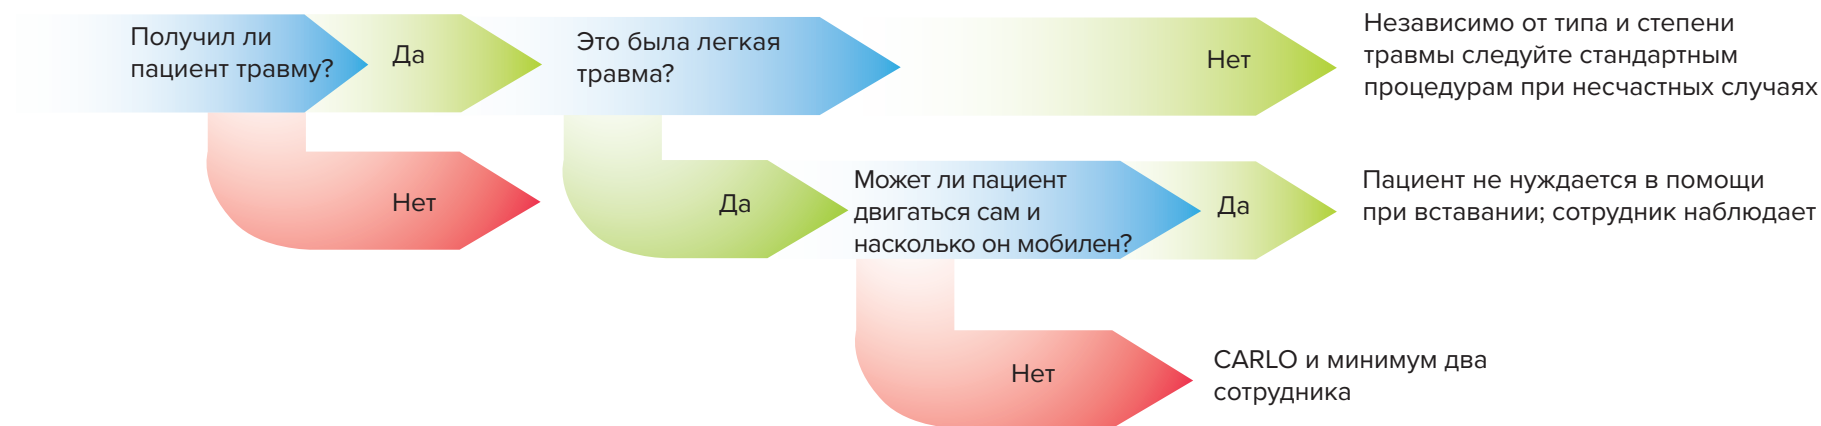 Получил ли
пациент травму?
Да
Это была легкая
травма?
Нет
Независимо от типа и степени
травмы следуйте стандартным
процедурам при несчастных случаях
Нет
Да
Может ли пациент
двигаться сам и
насколько он мобилен?
Да
Пациент не нуждается в помощи
при вставании; сотрудник наблюдает
Нет
CARLO и минимум два
сотрудника